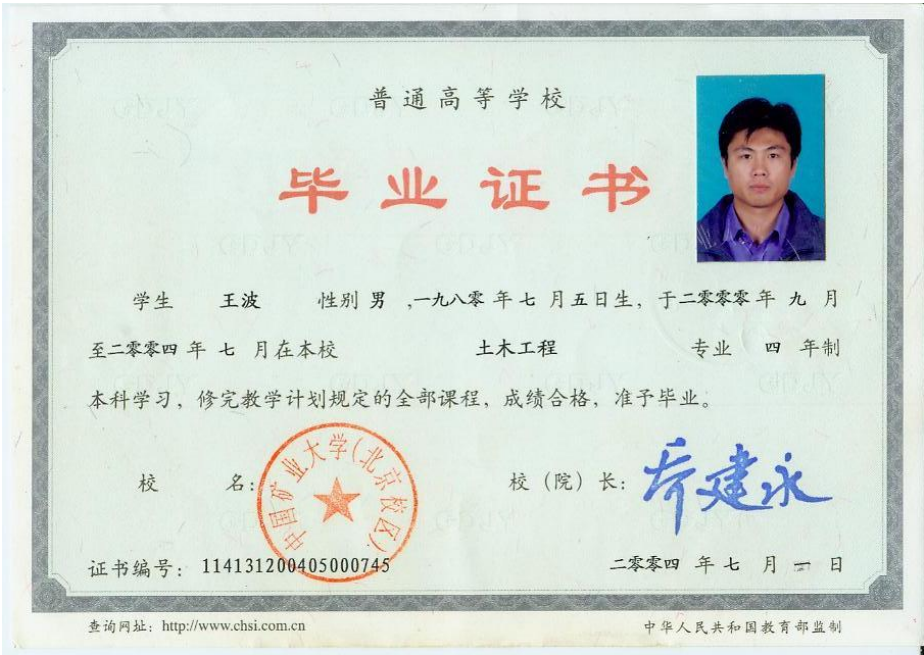 普通高等学校
毕业证书
学生 王波 性别 男 ,一九八零 年 七 月 五 日生，于 二零零零 年 九 月
至 二零零四 年 七 月在本校 土木工程 专业 四 年制
本科学习，修完教学计划规定的全部课程，成绩合格，准予毕业。
校 名：
中国矿业大学(北京校区)
校（院）长：乔建永
证书编号：114131200405000745
二零零四 年 七 月 一 日
查询网址：http://www.chsi.com.cn
中华人民共和国教育部监制